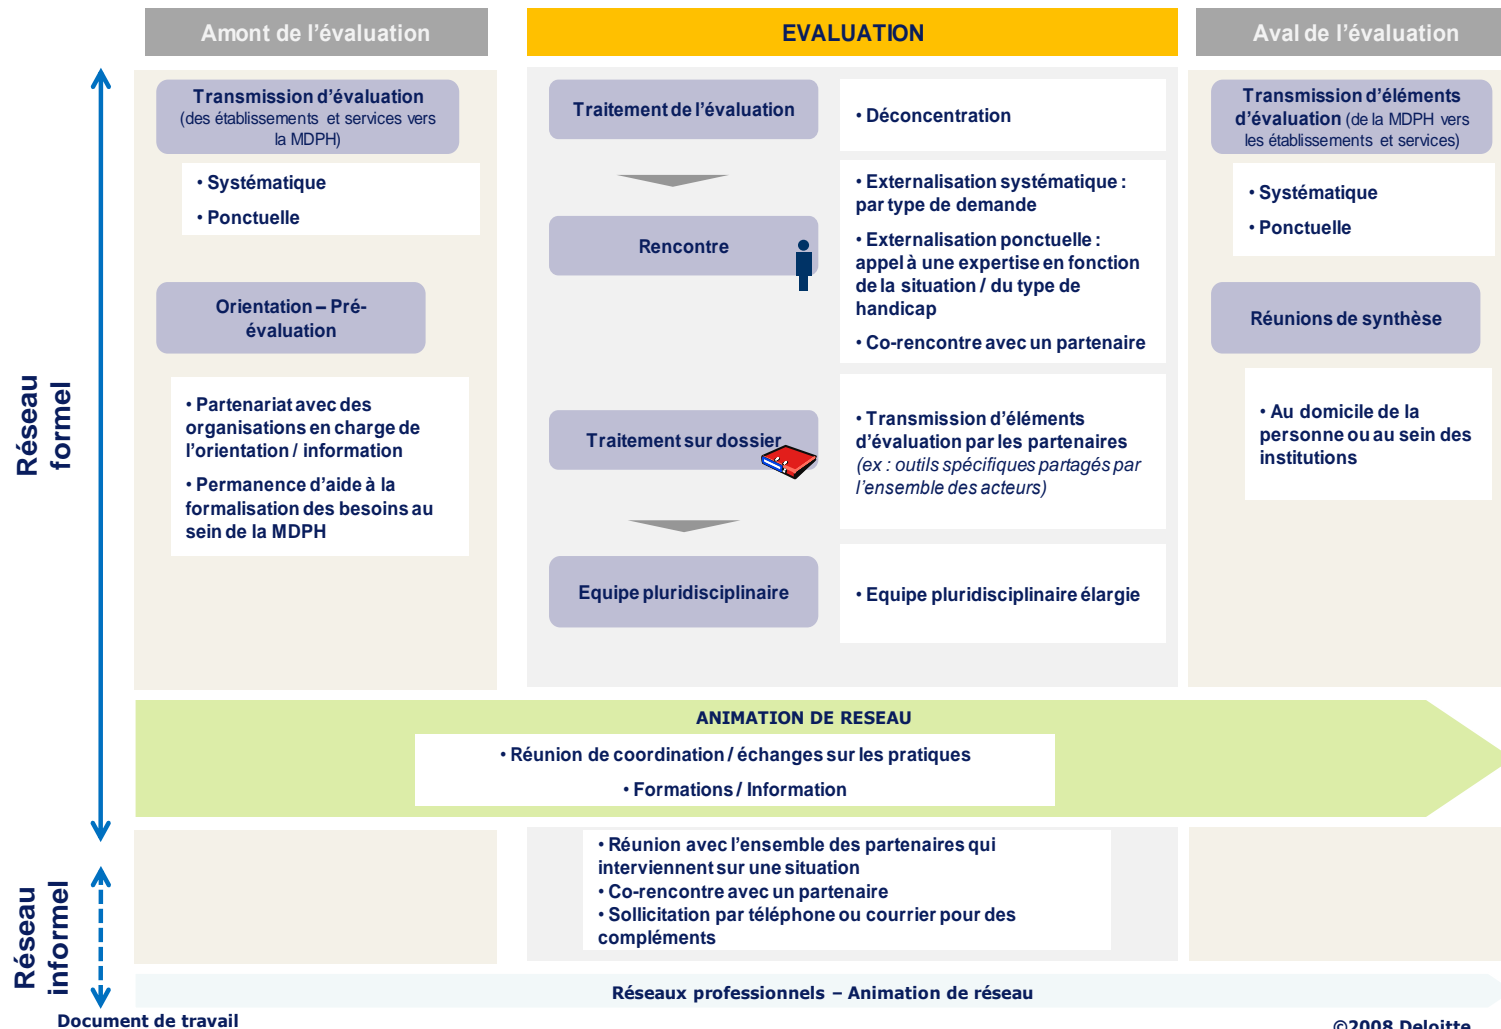 Amont de l'évaluation
EVALUATION
Aval de l'évaluation
Réseau
formel
Transmission d'évaluation
(des établissements et services vers
la MDPH)
• Systématique
• Ponctuelle
Orientation – Pré-
évaluation
• Partenariat avec des
organisations en charge de
l'orientation / information
• Permanence d'aide à la
formalisation des besoins au
sein de la MDPH
Traitement de l'évaluation
• Déconcentration
Rencontre
• Externalisation systématique :
par type de demande
• Externalisation ponctuelle :
appel à une expertise en fonction
de la situation / du type de
handicap
• Co-rencontre avec un partenaire
Traitement sur dossier
• Transmission d'éléments
d'évaluation par les partenaires
(ex : outils spécifiques partagés par
l'ensemble des acteurs)
Equipe pluridisciplinaire
• Equipe pluridisciplinaire élargie
Transmission d'éléments
d'évaluation (de la MDPH vers
les établissements et services)
• Systématique
• Ponctuelle
Réunions de synthèse
• Au domicile de la
personne ou au sein des
institutions
ANIMATION DE RESEAU
• Réunion de coordination / échanges sur les pratiques
• Formations / Information
Réseau
informel
• Réunion avec l'ensemble des partenaires qui
interviennent sur une situation
• Co-rencontre avec un partenaire
• Sollicitation par téléphone ou courrier pour des
compléments
Réseaux professionnels – Animation de réseau
Document de travail
©2008 Deloitte